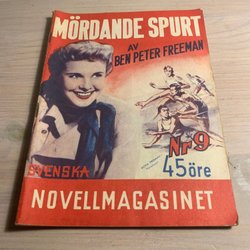 MÖRDANDE SPURT
AV
BEN PETER FREEMAN
Nr 9
45 öre
SVENSKA
NOVELLMAGASINET